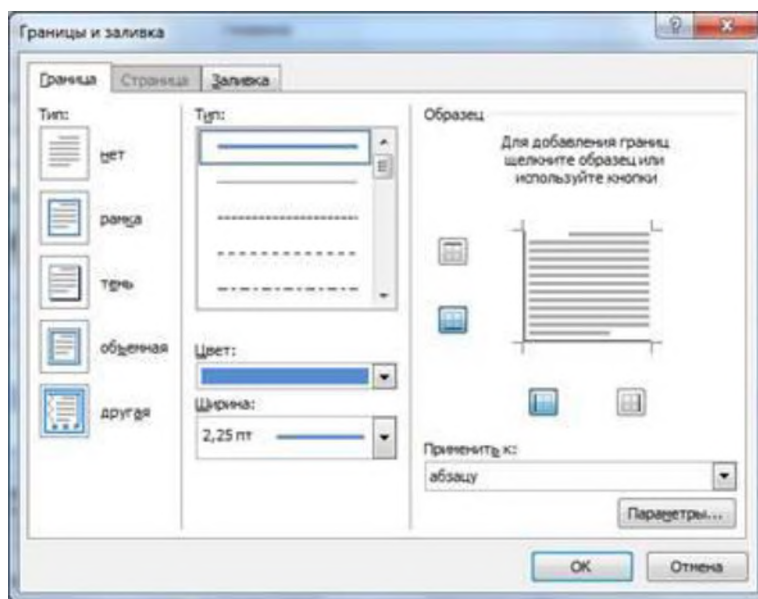 Границы и заливка
Граница
Страница
Заливка
Тип:
нет
рамка
тень
объемная
другая
Тип:
Цвет:
Ширина:
2,25 пт
Образец
Для добавления границ
щелкните образец или
используйте кнопки
Применить к:
абзацу
Параметры...
ОК
Отмена